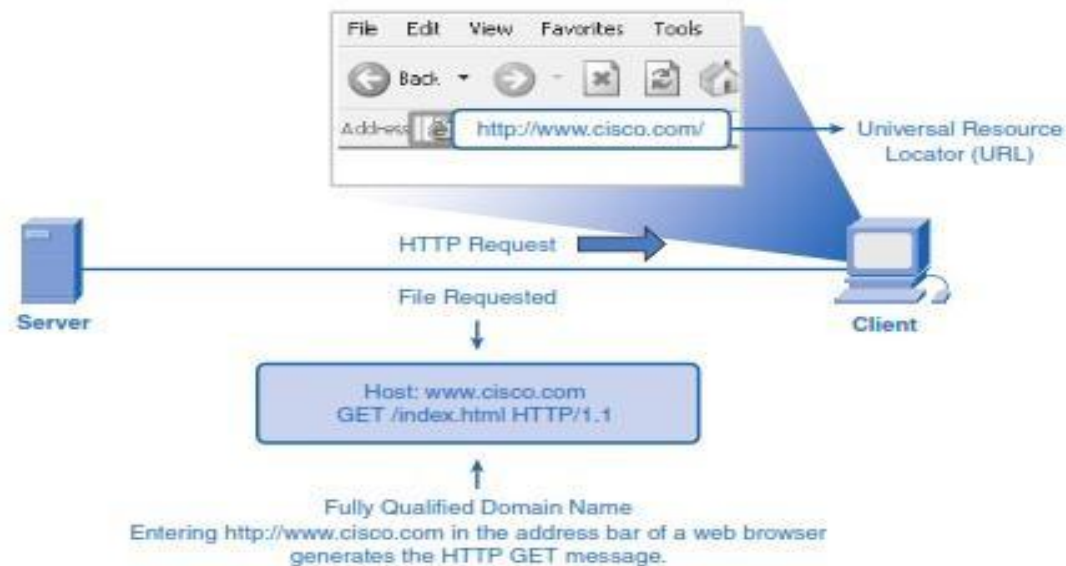 File Edit View Favorites Tools
Back
Address http://www.cisco.com/
Universal Resource
Locator (URL)
HTTP Request
File Requested
Server
Client
Host: www.cisco.com
GET /index.html HTTP/1.1
Fully Qualified Domain Name
Entering http://www.cisco.com in the address bar of a web browser
generates the HTTP GET message.